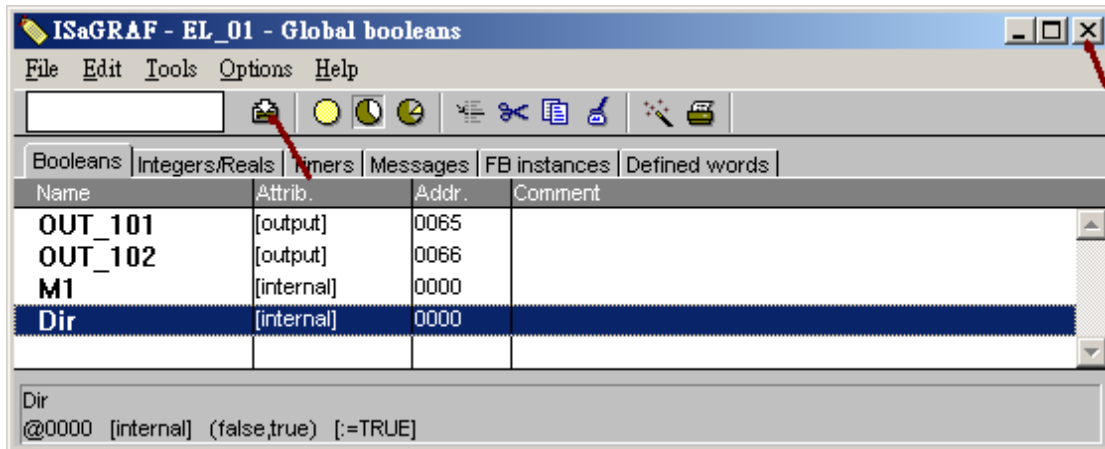 ISaGRAF - EL_01 - Global booleans
File Edit Tools Options Help
Booleans Integers/Reals Timers Messages FB instances Defined words
Name Attrib. Addr. Comment
OUT_101 [output] 0065
OUT_102 [output] 0066
M1 [internal] 0000
Dir [internal] 0000
Dir
@0000 [internal] (false,true) [:=TRUE]